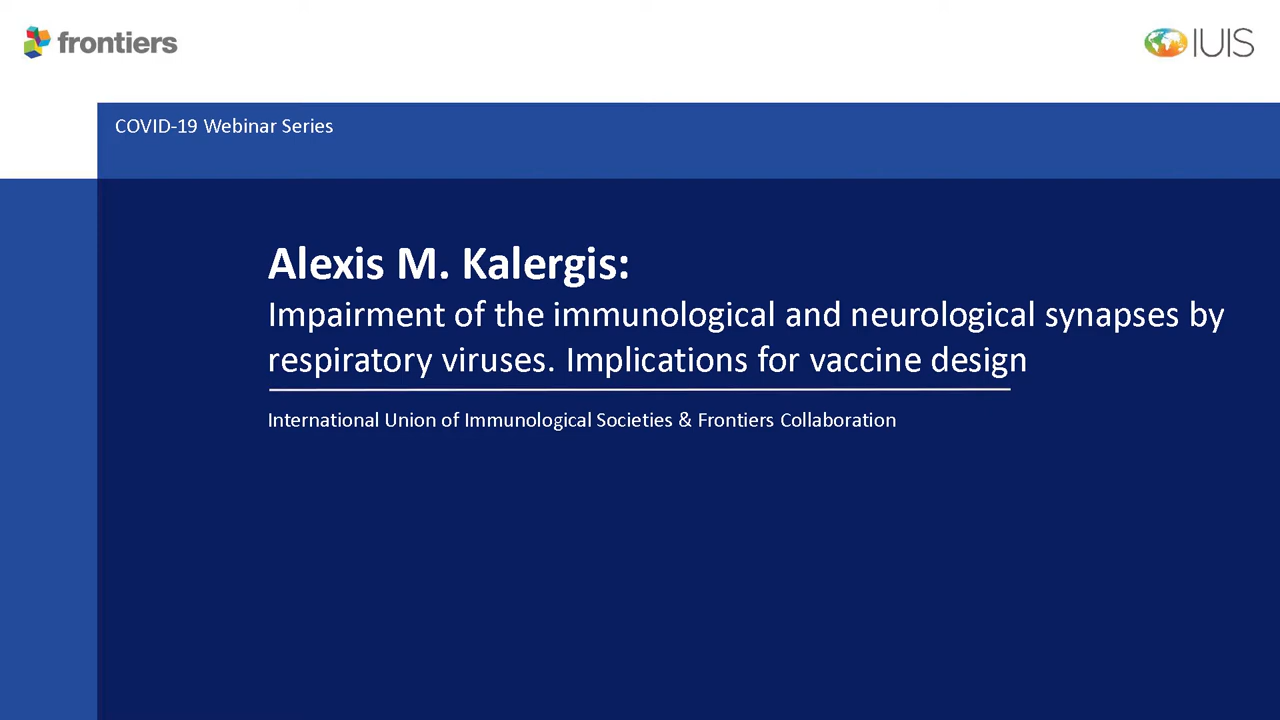 frontiers
IUIS
COVID-19 Webinar Series
Alexis M. Kalergis:
Impairment of the immunological and neurological synapses by
respiratory viruses. Implications for vaccine design
International Union of Immunological Societies & Frontiers Collaboration